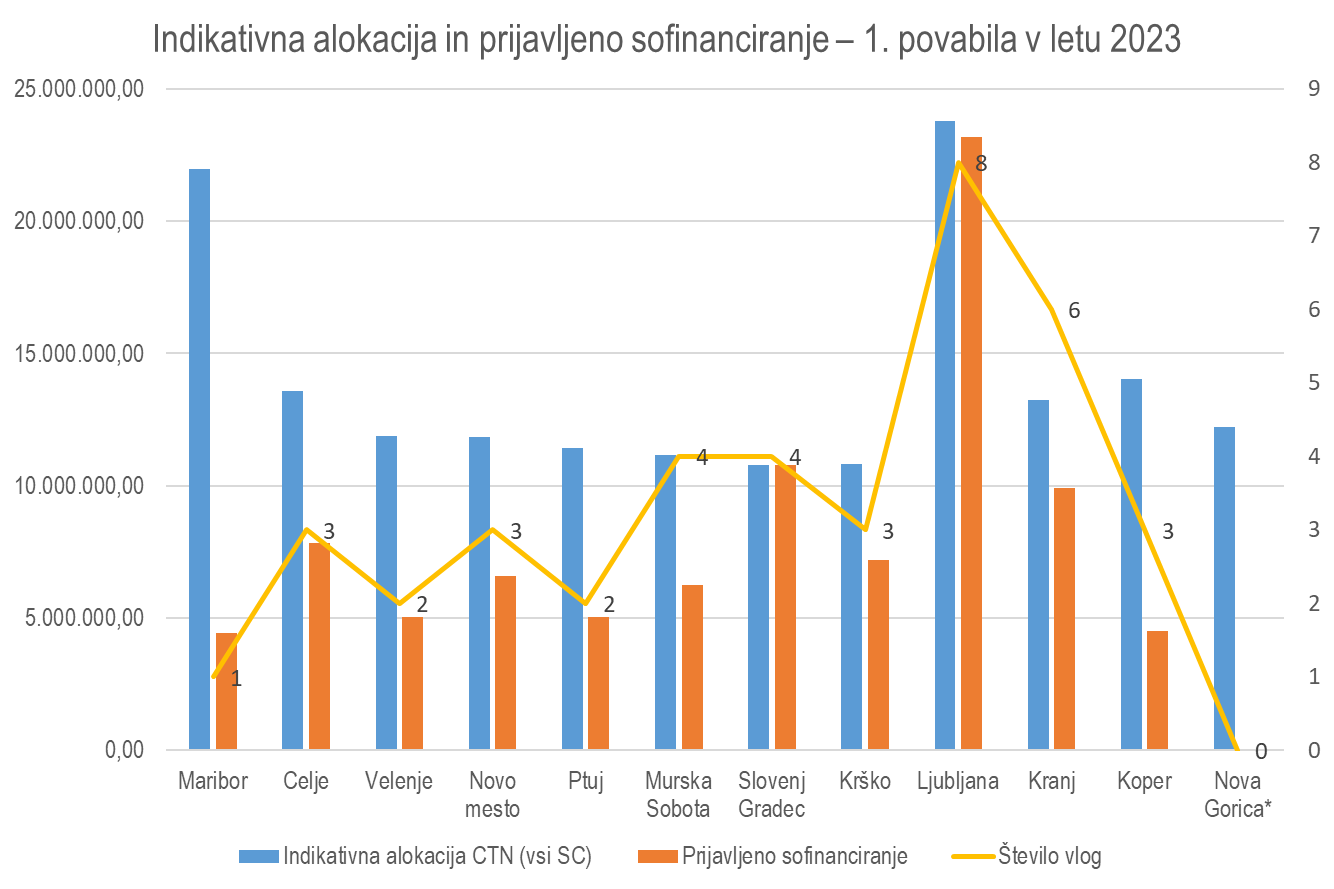 Indikativna alokacija in prijavljeno sofinanciranje – 1. povabila v letu 2023
25.000.000,00
20.000.000,00
15.000.000,00
10.000.000,00
5.000.000,00
0,00
9
8
7
6
5
4
3
2
1
0
1
3
2
3
2
4
4
3
8
6
3
0
Maribor
Celje
Velenje
Novo
mesto
Ptuj
Murska
Sobota
Slovenj
Gradec
Krško
Ljubljana
Kranj
Koper
Nova
Gorica*
Indikativna alokacija CTN (vsi SC)
Prijavljeno sofinanciranje
Število vlog